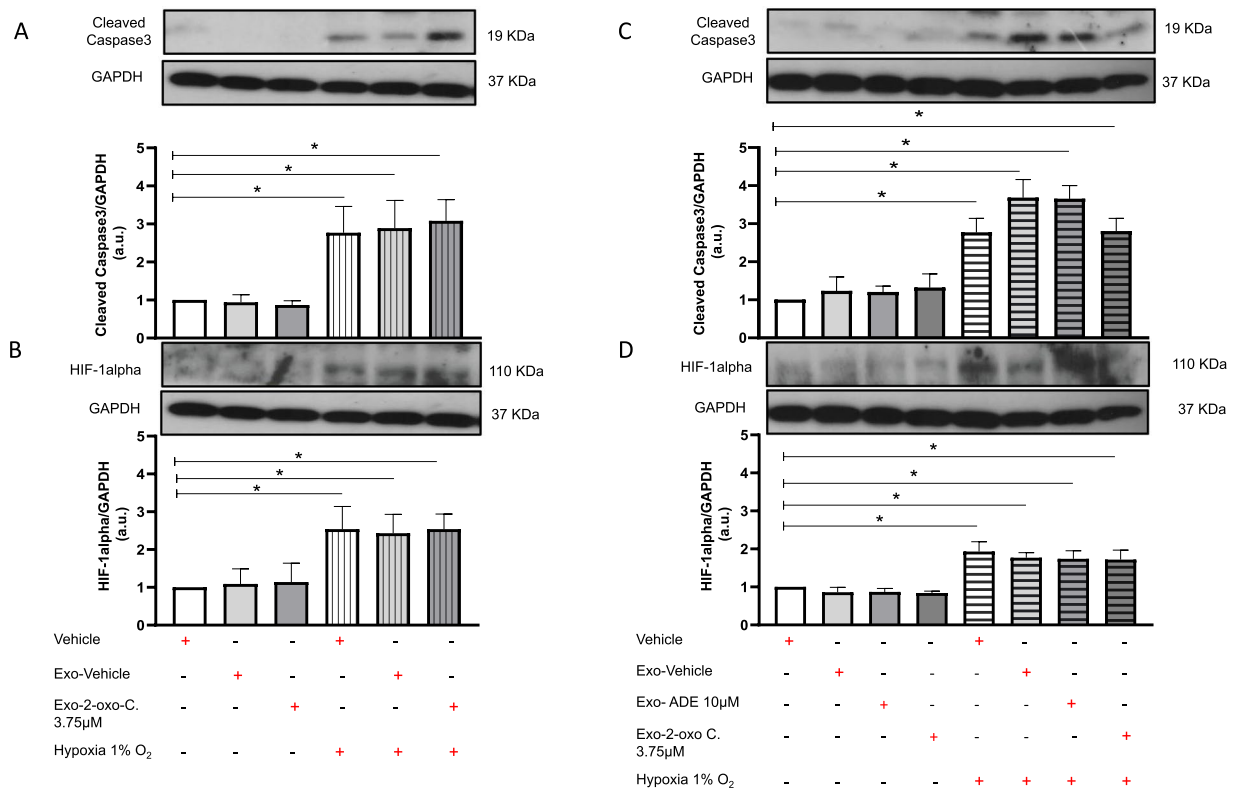 A
Cleaved
Caspase3
19 KDa
GAPDH
37 KDa
Cleaved Caspase3/GAPDH
(a.u.)
5
4
3
2
1
0
*
*
*
B
HIF-1alpha
110 KDa
GAPDH
37 KDa
HIF-1alpha/GAPDH
(a.u.)
5
4
3
2
1
0
*
*
*
Vehicle + - - + - -
Exo-Vehicle - + - - + -
Exo-2-oxo-C. - - + - - +
3.75µM
Hypoxia 1% O₂ - - - + + +
C
Cleaved
Caspase3
19 KDa
GAPDH
37 KDa
Cleaved Caspase3/GAPDH
(a.u.)
5
4
3
2
1
0
*
*
*
*
D
HIF-1alpha
110 KDa
GAPDH
37 KDa
HIF-1alpha/GAPDH
(a.u.)
5
4
3
2
1
0
*
*
*
*
Vehicle + - - - + - - -
Exo-Vehicle - + - - - + - -
Exo- ADE 10µM - - + - - - + -
Exo-2-oxo C. - - - + - - - +
3.75µM
Hypoxia 1% O₂ - - - - + + + +